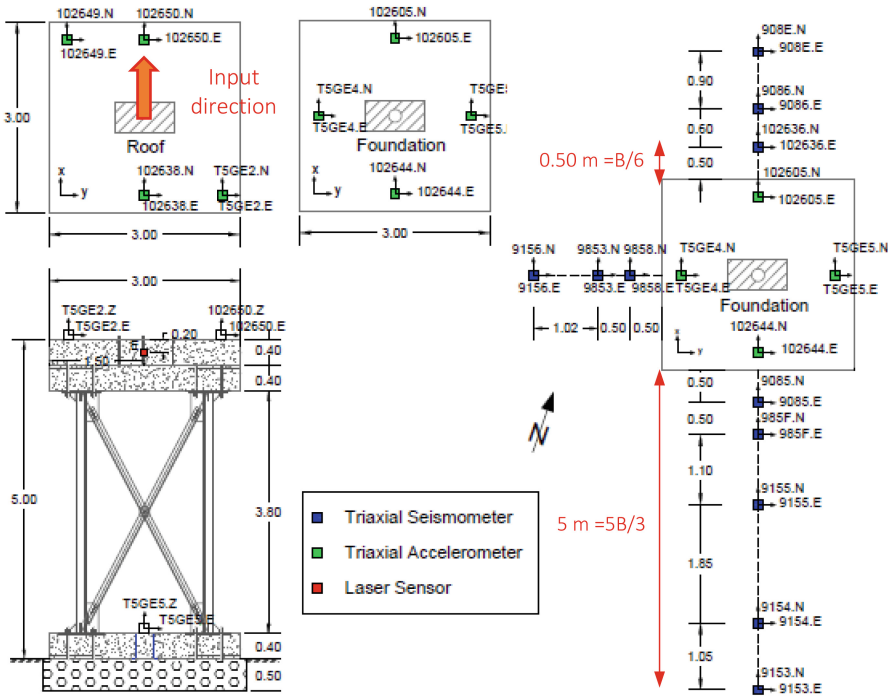 102649.N
102650.N
102650.E
102649.E
Input
direction
3.00
Roof
x
y
102638.N
102638.E
T5GE2.N
T5GE2.E
3.00
102605.N
102605.E
T5GE4.N
T5GE4.E
T5GE5.
Foundation
102644.N
102644.E
3.00
908E.N
908E.E
0.90
9086.N
9086.E
0.60
102636.N
102636.E
0.50
0.50 m =B/6
102605.N
102605.E
9156.N
9156.E
9853.N
9853.E
9858.N
9858.E
T5GE4.N
T5GE4.E
T5GE5.N
T5GE5.E
Foundation
1.02
0.50
0.50
x
y
102644.N
102644.E
0.50
9085.N
9085.E
0.50
985F.N
985F.E
1.10
9155.N
9155.E
5 m =5B/3
1.85
9154.N
9154.E
1.05
9153.N
9153.E
N
3.00
T5GE2.Z
T5GE2.E
102650.Z
102650.E
0.20
1.50
0.40
0.40
5.00
3.80
T5GE5.Z
T5GE5.E
0.40
0.50
Triaxial Seismometer
Triaxial Accelerometer
Laser Sensor